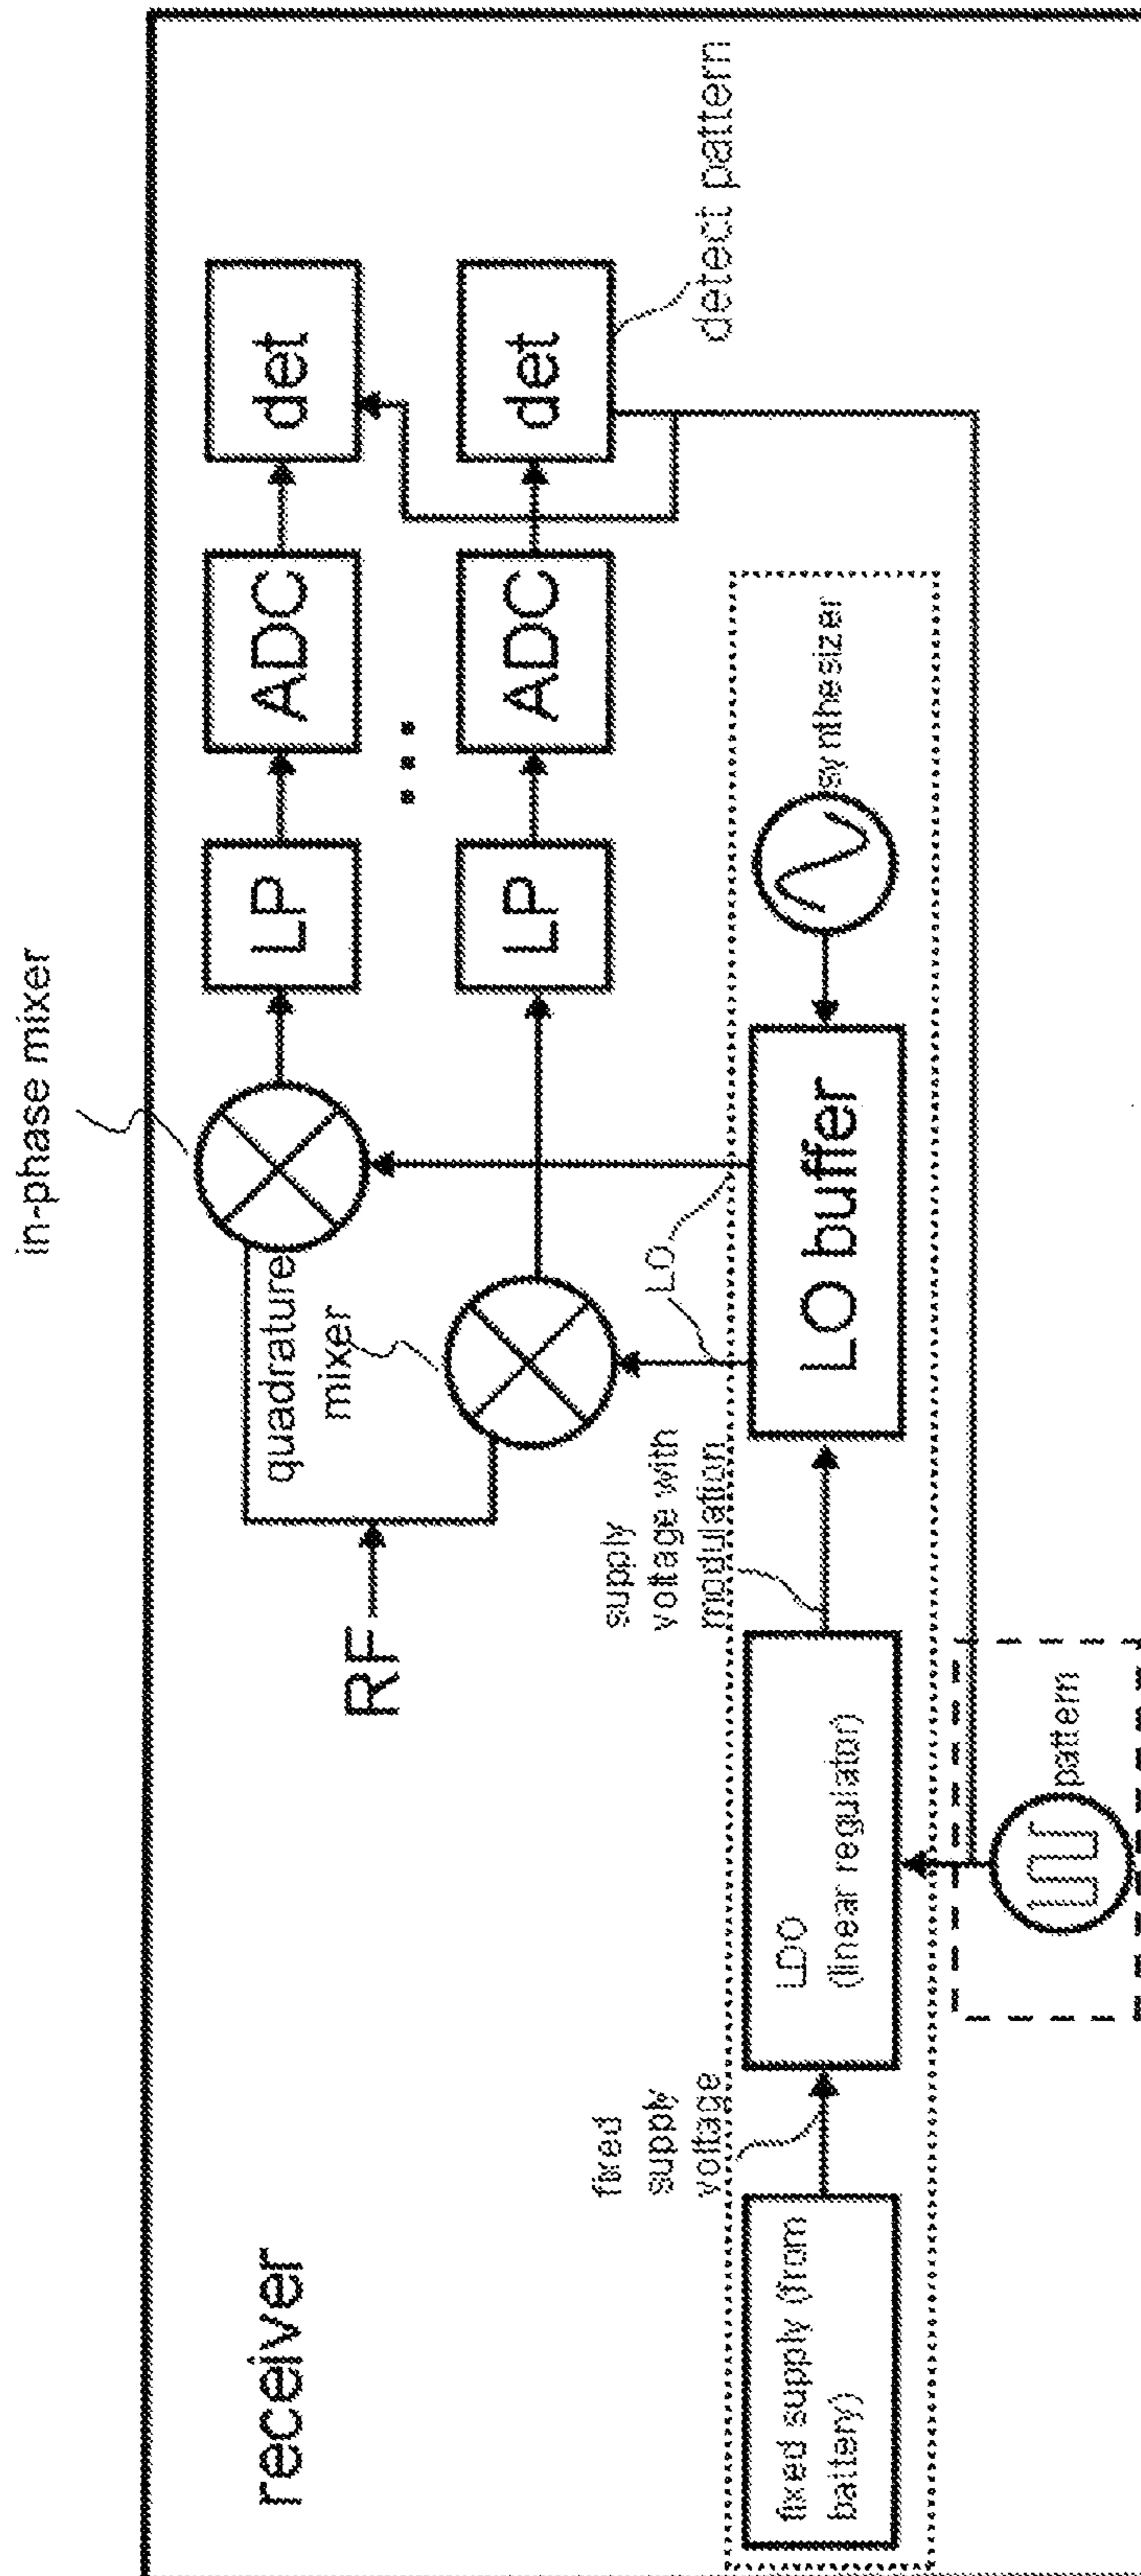 in-phase mixer
receiver
RF
quadrature
mixer
LP
ADC
det
LP
ADC
det
...
detect pattern
LO
supply
voltage with
modulation
fixed
supply
voltage
fixed supply (from
battery)
LDO
(linear regulator)
LO buffer
synthesizer
pattern